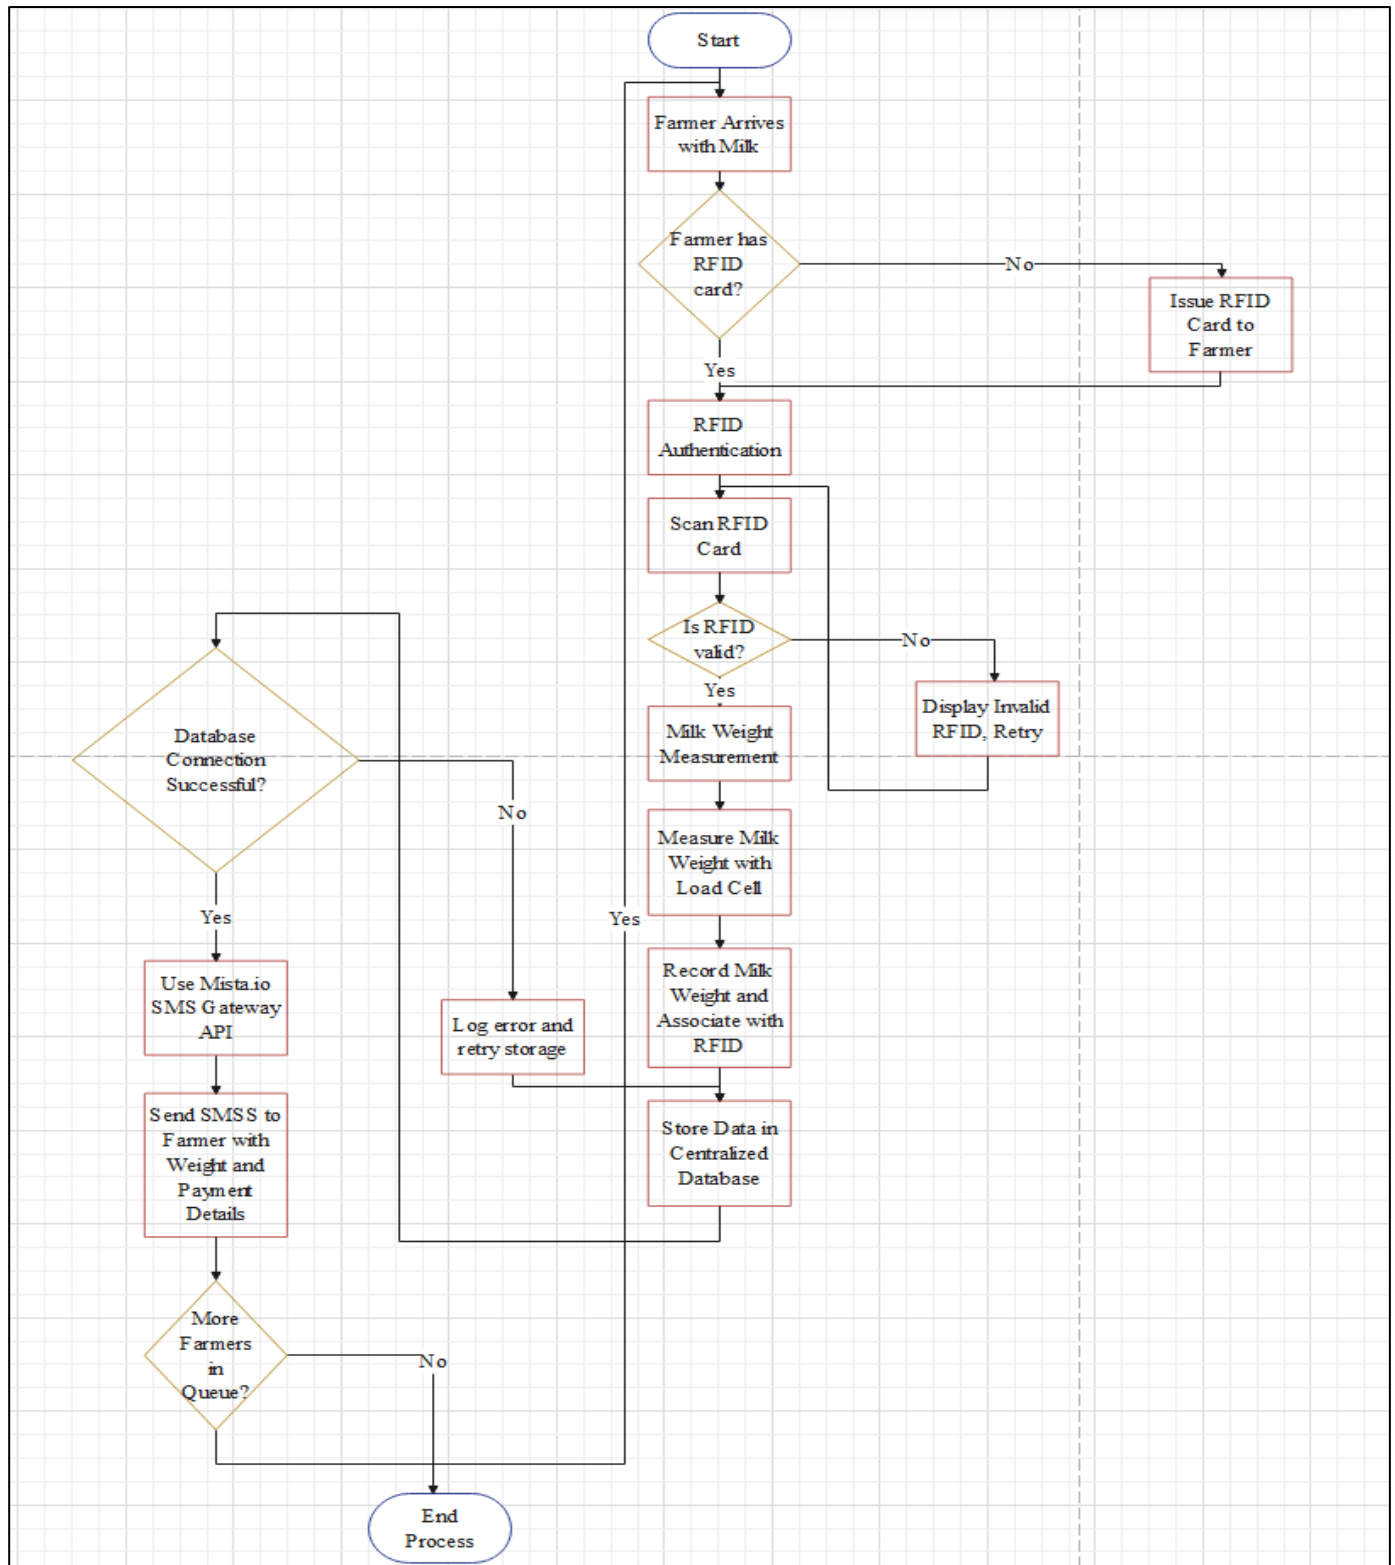 Start
Farmer Arrives
with Milk
Farmer has
RFID
card?
No
Issue RFID
Card to
Farmer
Yes
RFID
Authentication
Scan RFID
Card
Is RFID
valid?
No
Display Invalid
RFID, Retry
Yes
Milk Weight
Measurement
Measure Milk
Weight with
Load Cell
Record Milk
Weight and
Associate with
RFID
Store Data in
Centralized
Database
Database
Connection
Successful?
No
Log error and
retry storage
Yes
Use Mista.io
SMS Gateway
API
Send SMSS to
Farmer with
Weight and
Payment
Details
More
Farmers
in
Queue?
Yes
No
End
Process